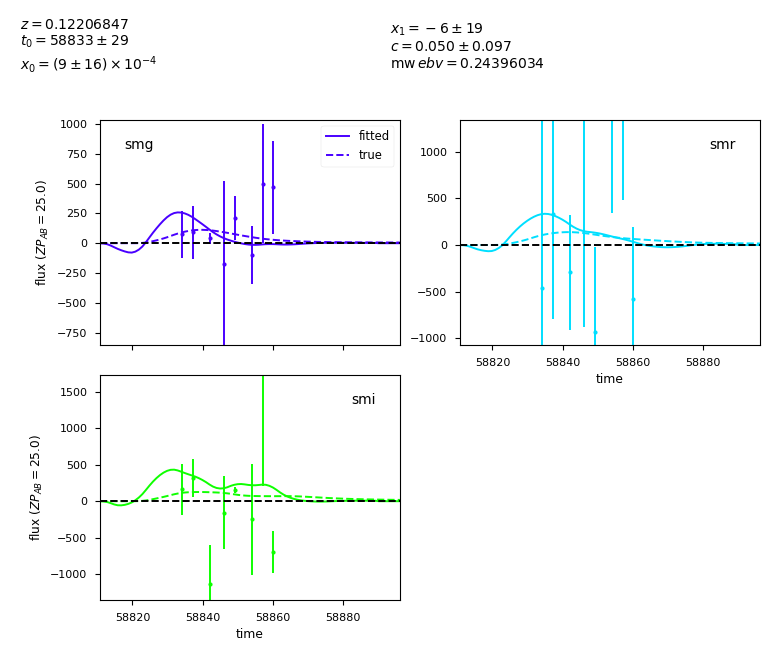 z = 0.12206847
t₀ = 58833 ± 29
x₀ = (9 ± 16) × 10⁻⁴
x₁ = −6 ± 19
c = 0.050 ± 0.097
mwebv = 0.24396034
smg
fitted
true
1000
750
500
250
0
−250
−500
−750
flux (ZP_AB = 25.0)
smr
1000
500
0
−500
−1000
58820 58840 58860 58880
time
smi
1500
1000
500
0
−500
−1000
flux (ZP_AB = 25.0)
58820 58840 58860 58880
time